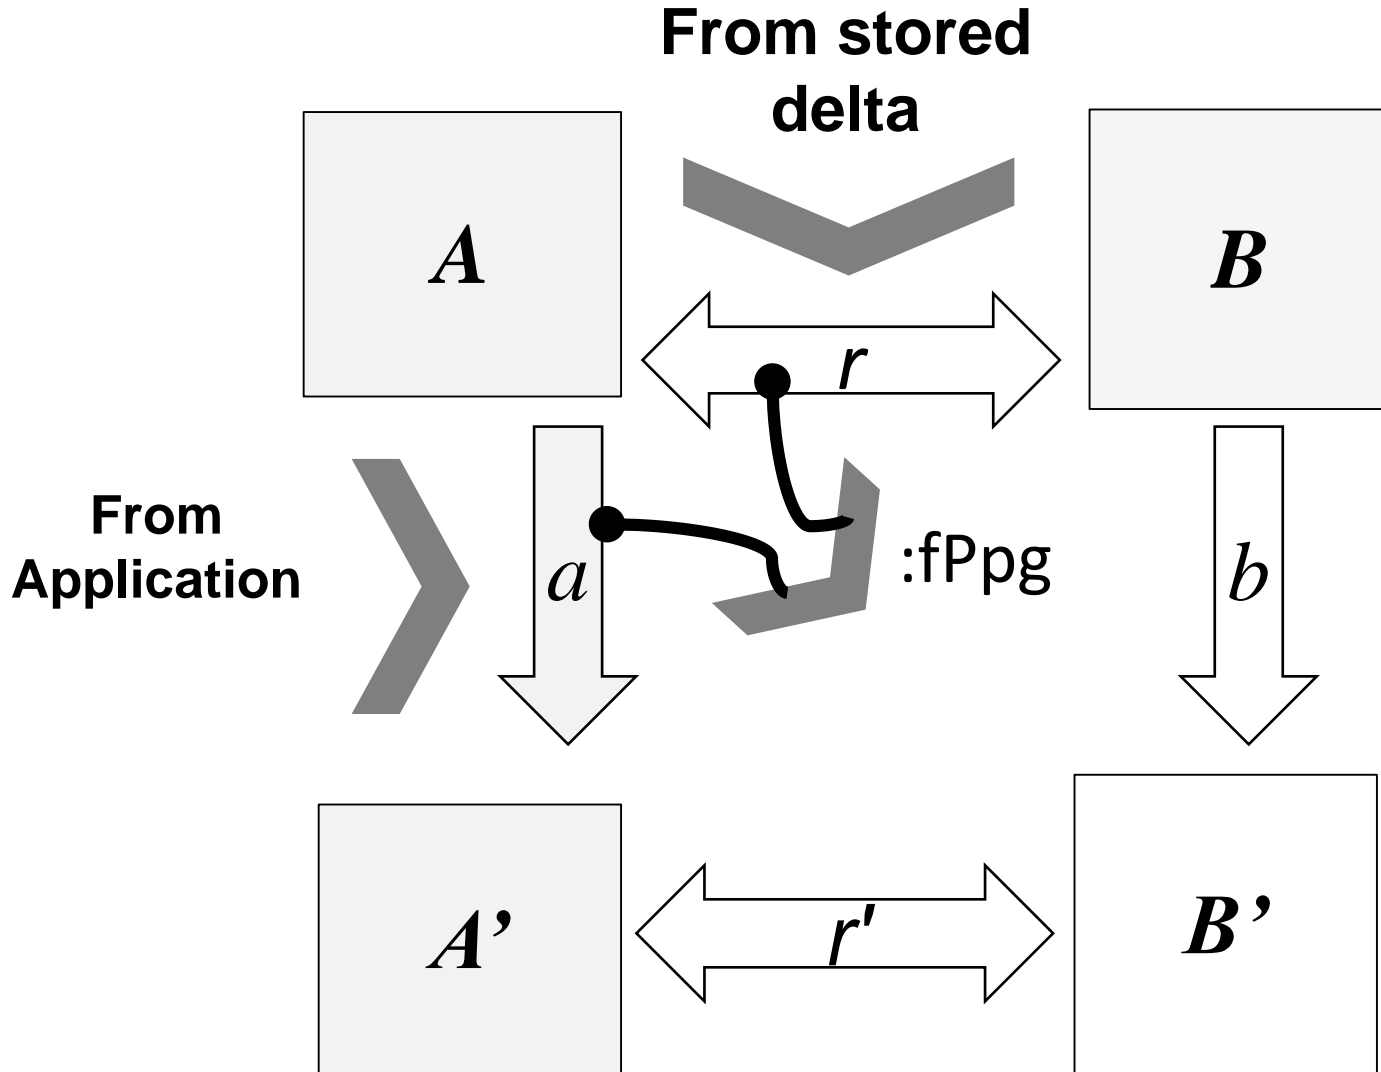 From stored
delta
A
B
r
From
Application
a
:fPpg
b
A’
r'
B’